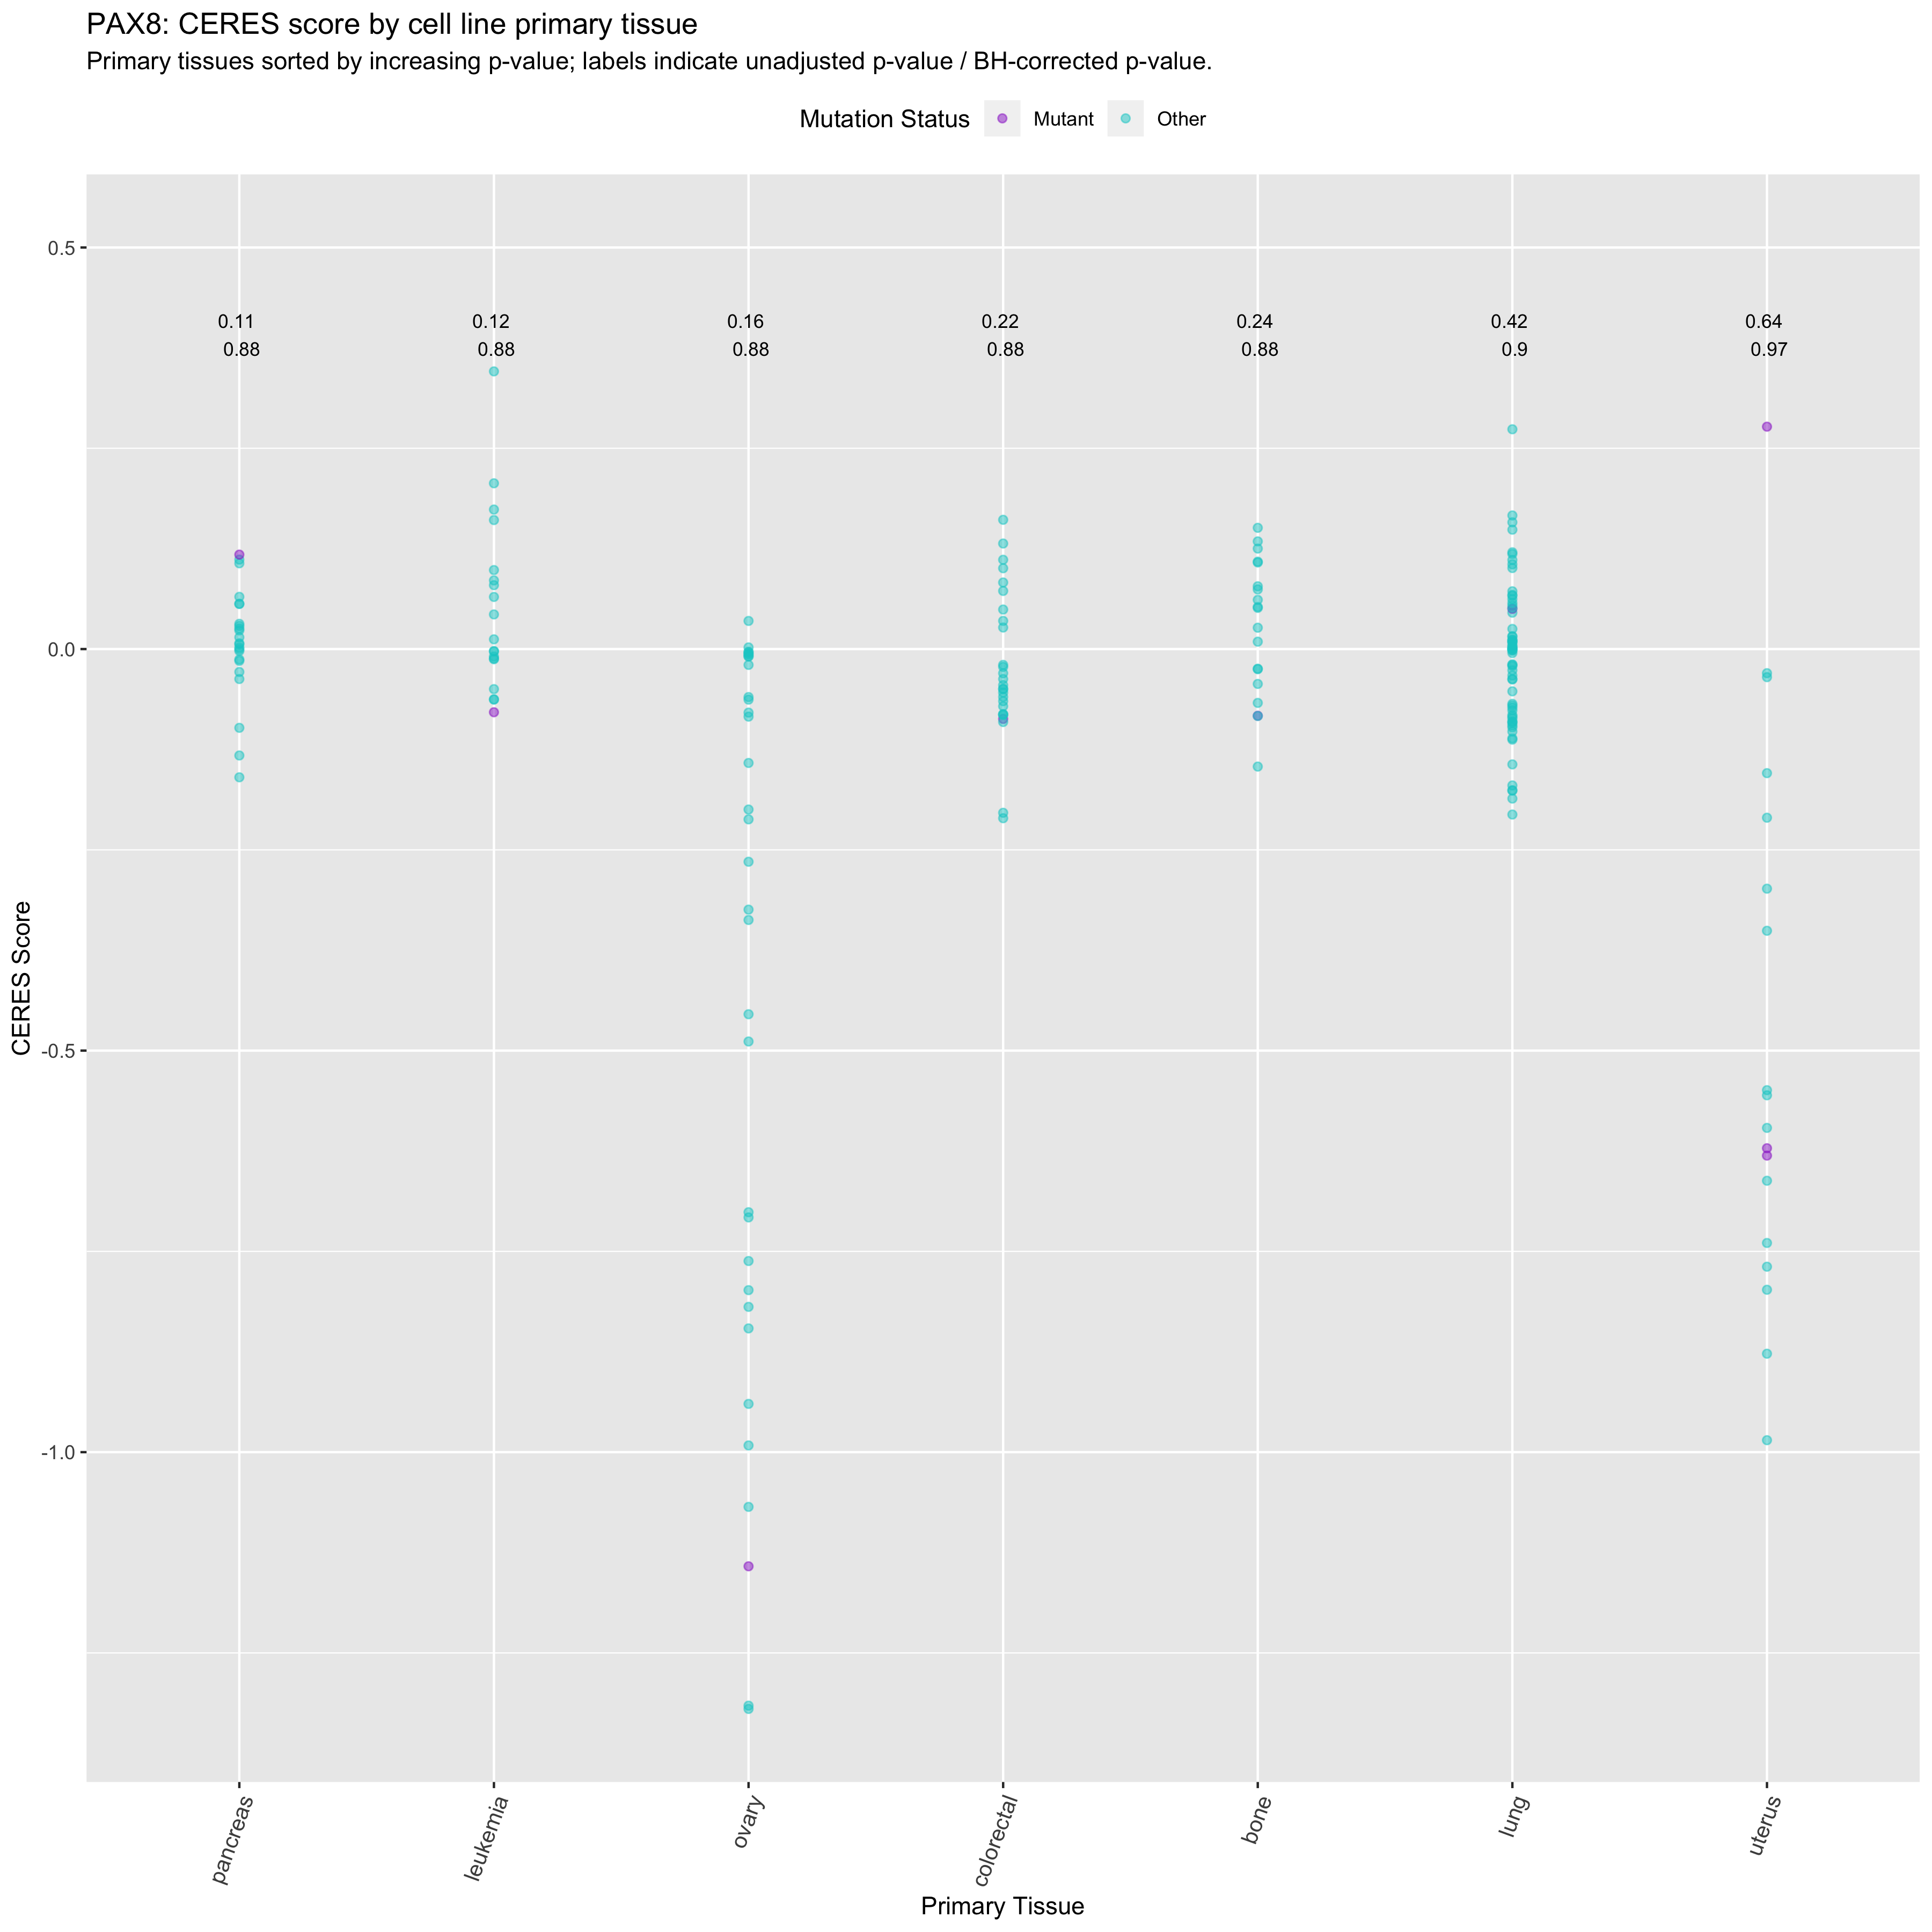 PAX8: CERES score by cell line primary tissue
Primary tissues sorted by increasing p-value; labels indicate unadjusted p-value / BH-corrected p-value.
Mutation Status Mutant Other
0.5
0.11 0.12 0.16 0.22 0.24 0.42 0.64
0.88 0.88 0.88 0.88 0.88 0.9 0.97
0.0
-0.5
-1.0
CERES Score
pancreas leukemia ovary colorectal bone lung uterus
Primary Tissue